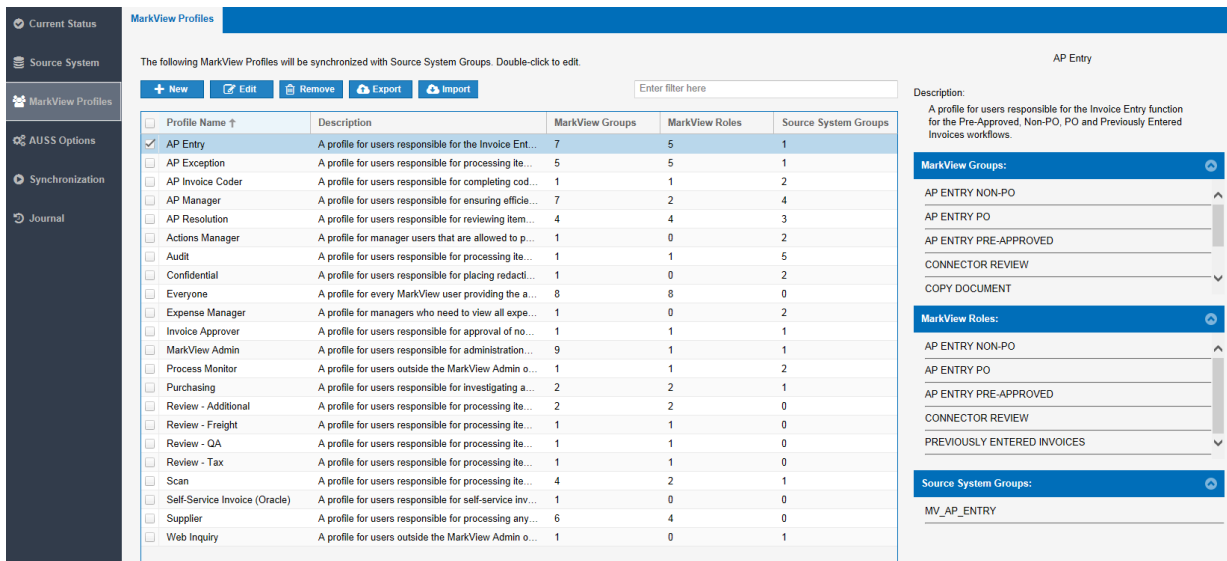 Current Status
Source System
MarkView Profiles
AUSS Options
Synchronization
Journal
MarkView Profiles
The following MarkView Profiles will be synchronized with Source System Groups. Double-click to edit.
New Edit Remove Export Import Enter filter here
Profile Name ↑ Description MarkView Groups MarkView Roles Source System Groups
AP Entry A profile for users responsible for the Invoice Ent... 7 5 1
AP Exception A profile for users responsible for processing ite... 5 5 1
AP Invoice Coder A profile for users responsible for completing cod... 1 1 2
AP Manager A profile for users responsible for ensuring efficie... 7 2 4
AP Resolution A profile for users responsible for reviewing item... 4 4 3
Actions Manager A profile for manager users that are allowed to p... 1 0 2
Audit A profile for users responsible for processing ite... 1 1 5
Confidential A profile for users responsible for placing redacti... 1 0 2
Everyone A profile for every MarkView user providing the a... 8 8 0
Expense Manager A profile for managers who need to view all expe... 1 0 2
Invoice Approver A profile for users responsible for approval of no... 1 1 1
MarkView Admin A profile for users responsible for administration... 9 1 1
Process Monitor A profile for users outside the MarkView Admin o... 1 1 2
Purchasing A profile for users responsible for investigating a... 2 2 1
Review - Additional A profile for users responsible for processing ite... 2 2 0
Review - Freight A profile for users responsible for processing ite... 1 1 0
Review - QA A profile for users responsible for processing ite... 1 1 0
Review - Tax A profile for users responsible for processing ite... 1 1 0
Scan A profile for users responsible for processing ite... 4 2 1
Self-Service Invoice (Oracle) A profile for users responsible for self-service inv... 1 0 0
Supplier A profile for users responsible for processing any... 6 4 0
Web Inquiry A profile for users outside the MarkView Admin o... 1 0 1
AP Entry
Description:
A profile for users responsible for the Invoice Entry function
for the Pre-Approved, Non-PO, PO and Previously Entered
Invoices workflows.
MarkView Groups:
AP ENTRY NON-PO
AP ENTRY PO
AP ENTRY PRE-APPROVED
CONNECTOR REVIEW
COPY DOCUMENT
MarkView Roles:
AP ENTRY NON-PO
AP ENTRY PO
AP ENTRY PRE-APPROVED
CONNECTOR REVIEW
PREVIOUSLY ENTERED INVOICES
Source System Groups:
MV_AP_ENTRY